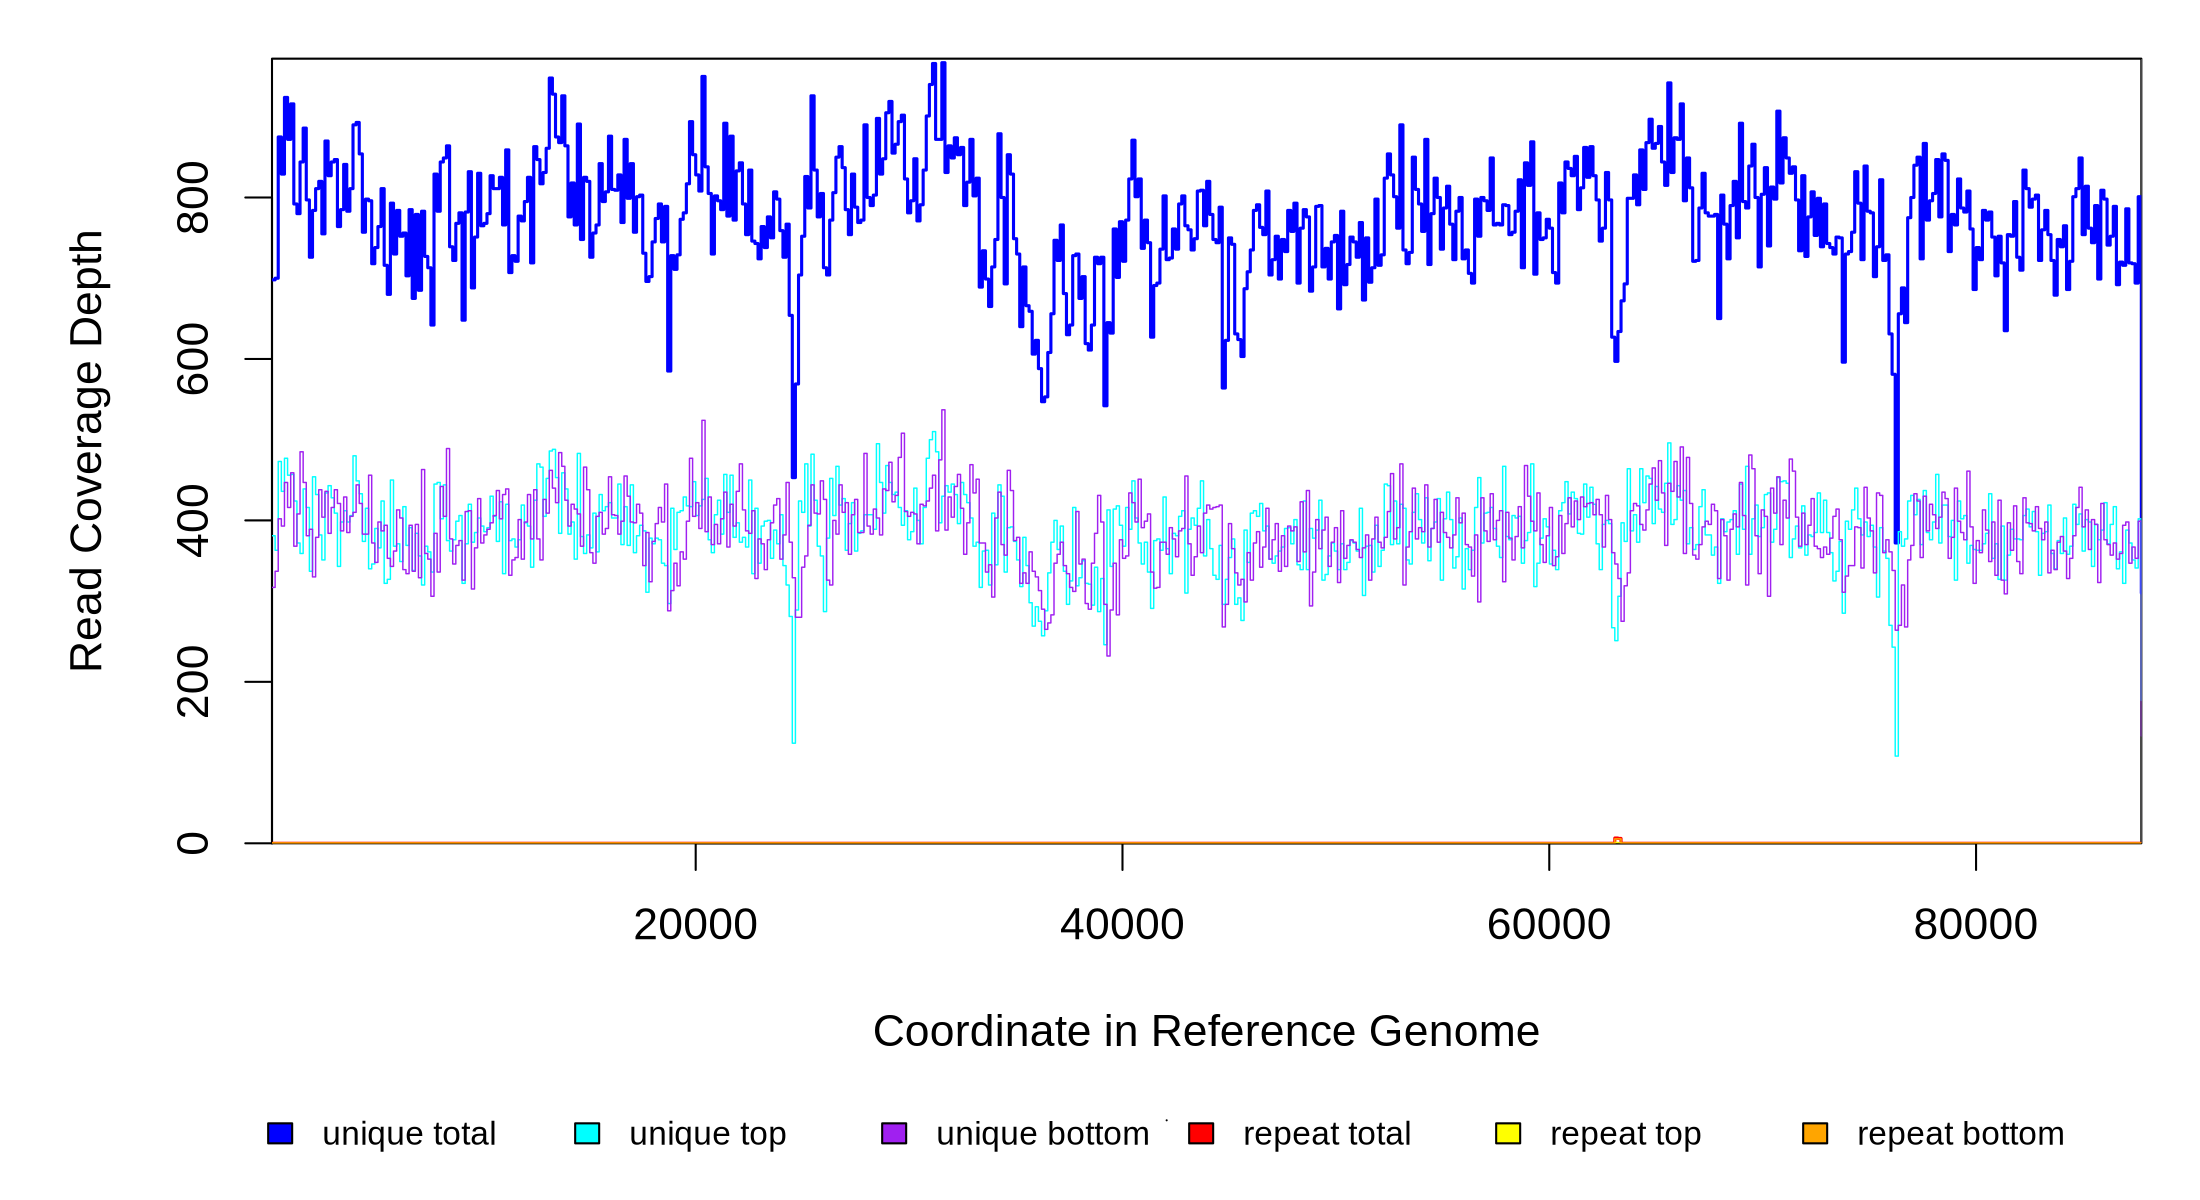 Read Coverage Depth
800
600
400
200
0
20000 40000 60000 80000
Coordinate in Reference Genome
unique total unique top unique bottom repeat total repeat top repeat bottom